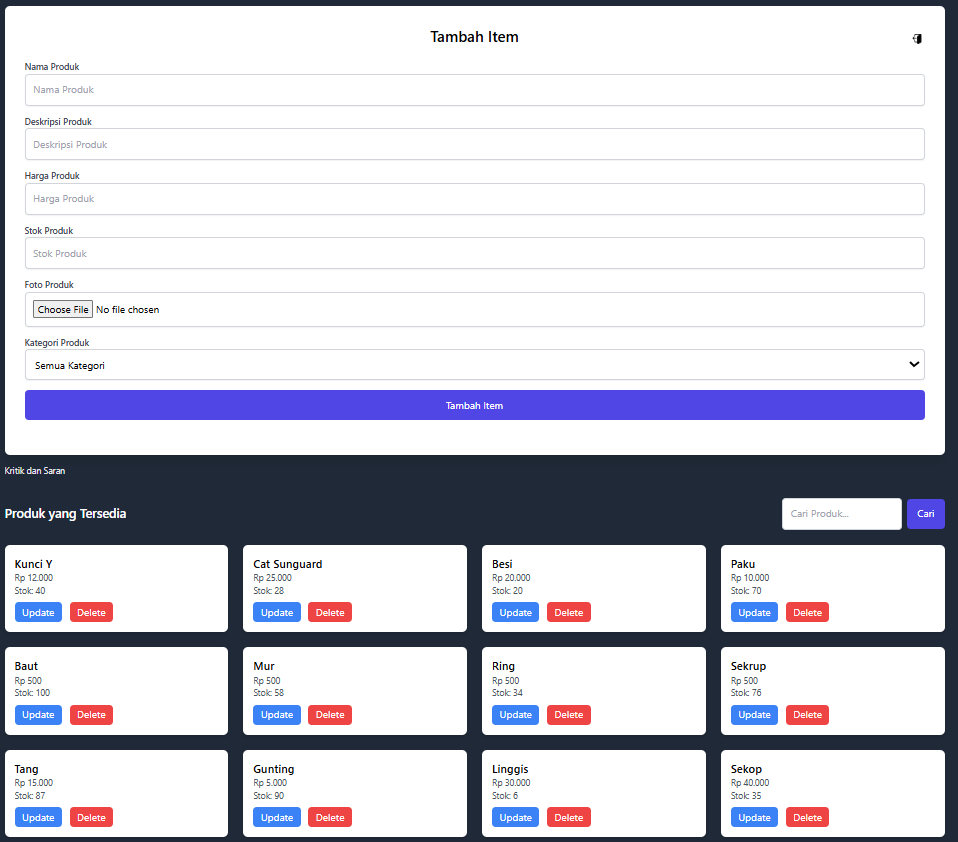 Tambah Item
Nama Produk
Nama Produk
Deskripsi Produk
Deskripsi Produk
Harga Produk
Harga Produk
Stok Produk
Stok Produk
Foto Produk
Choose File No file chosen
Kategori Produk
Semua Kategori
Tambah Item
Kritik dan Saran
Produk yang Tersedia
Cari Produk...
Cari
Kunci Y
Rp 12.000
Stok: 40
Update Delete
Cat Sunguard
Rp 25.000
Stok: 28
Update Delete
Besi
Rp 20.000
Stok: 20
Update Delete
Paku
Rp 10.000
Stok: 70
Update Delete
Baut
Rp 500
Stok: 100
Update Delete
Mur
Rp 500
Stok: 58
Update Delete
Ring
Rp 500
Stok: 34
Update Delete
Sekrup
Rp 500
Stok: 76
Update Delete
Tang
Rp 15.000
Stok: 87
Update Delete
Gunting
Rp 5.000
Stok: 90
Update Delete
Linggis
Rp 30.000
Stok: 6
Update Delete
Sekop
Rp 40.000
Stok: 35
Update Delete